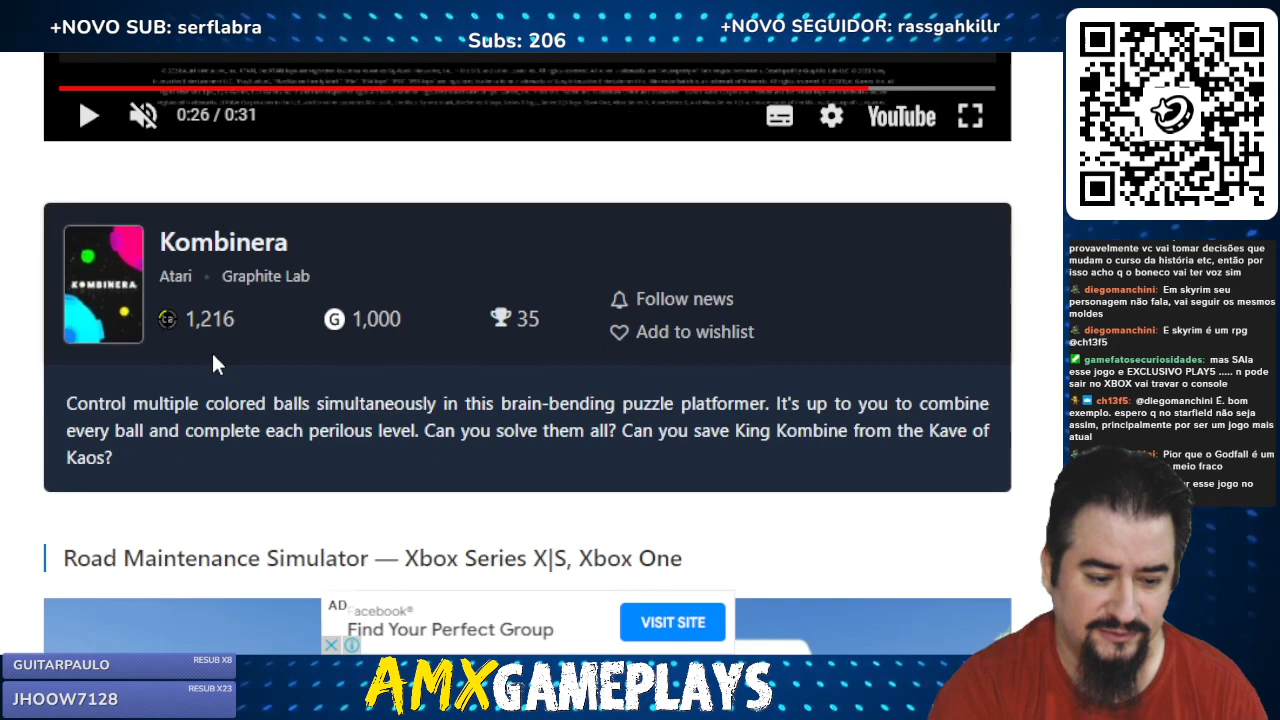 +NOVO SUB: serflabra
Subs: 206
+NOVO SEGUIDOR: rassgahkillr
0:26 / 0:31
YouTube
Kombinera
Atari • Graphite Lab
KOMBINERA
1,216
G 1,000
35
Follow news
Add to wishlist
Control multiple colored balls simultaneously in this brain-bending puzzle platformer. It's up to you to combine
every ball and complete each perilous level. Can you solve them all? Can you save King Kombine from the Kave of
Kaos?
Road Maintenance Simulator — Xbox Series X|S, Xbox One
AD
acebook®
Find Your Perfect Group
VISIT SITE
provavelmente vc vai tomar decisões que
mudam o curso da história etc, então por
isso acho q o boneco vai ter voz sim
diegomanchini: Em skyrim seu
personagem não fala, vai seguir os mesmos
moldes
diegomanchini: E skyrim é um rpg
@ch13f5
gamefatosecuriosidades: mas SAIa
esse jogo e EXCLUSIVO PLAY5 ..... n pode
sair no XBOX vai travar o console
ch13f5: @dIegomanchini É. bom
exemplo. espero q no starfield não seja
assim, principalmente por ser um jogo mais
atual
Pior que o Godfall é um
meio fraco
esse jogo no
GUITARPAULO
RESUB X8
JHOOW7128
RESUB X23
AMXGAMEPLAYS